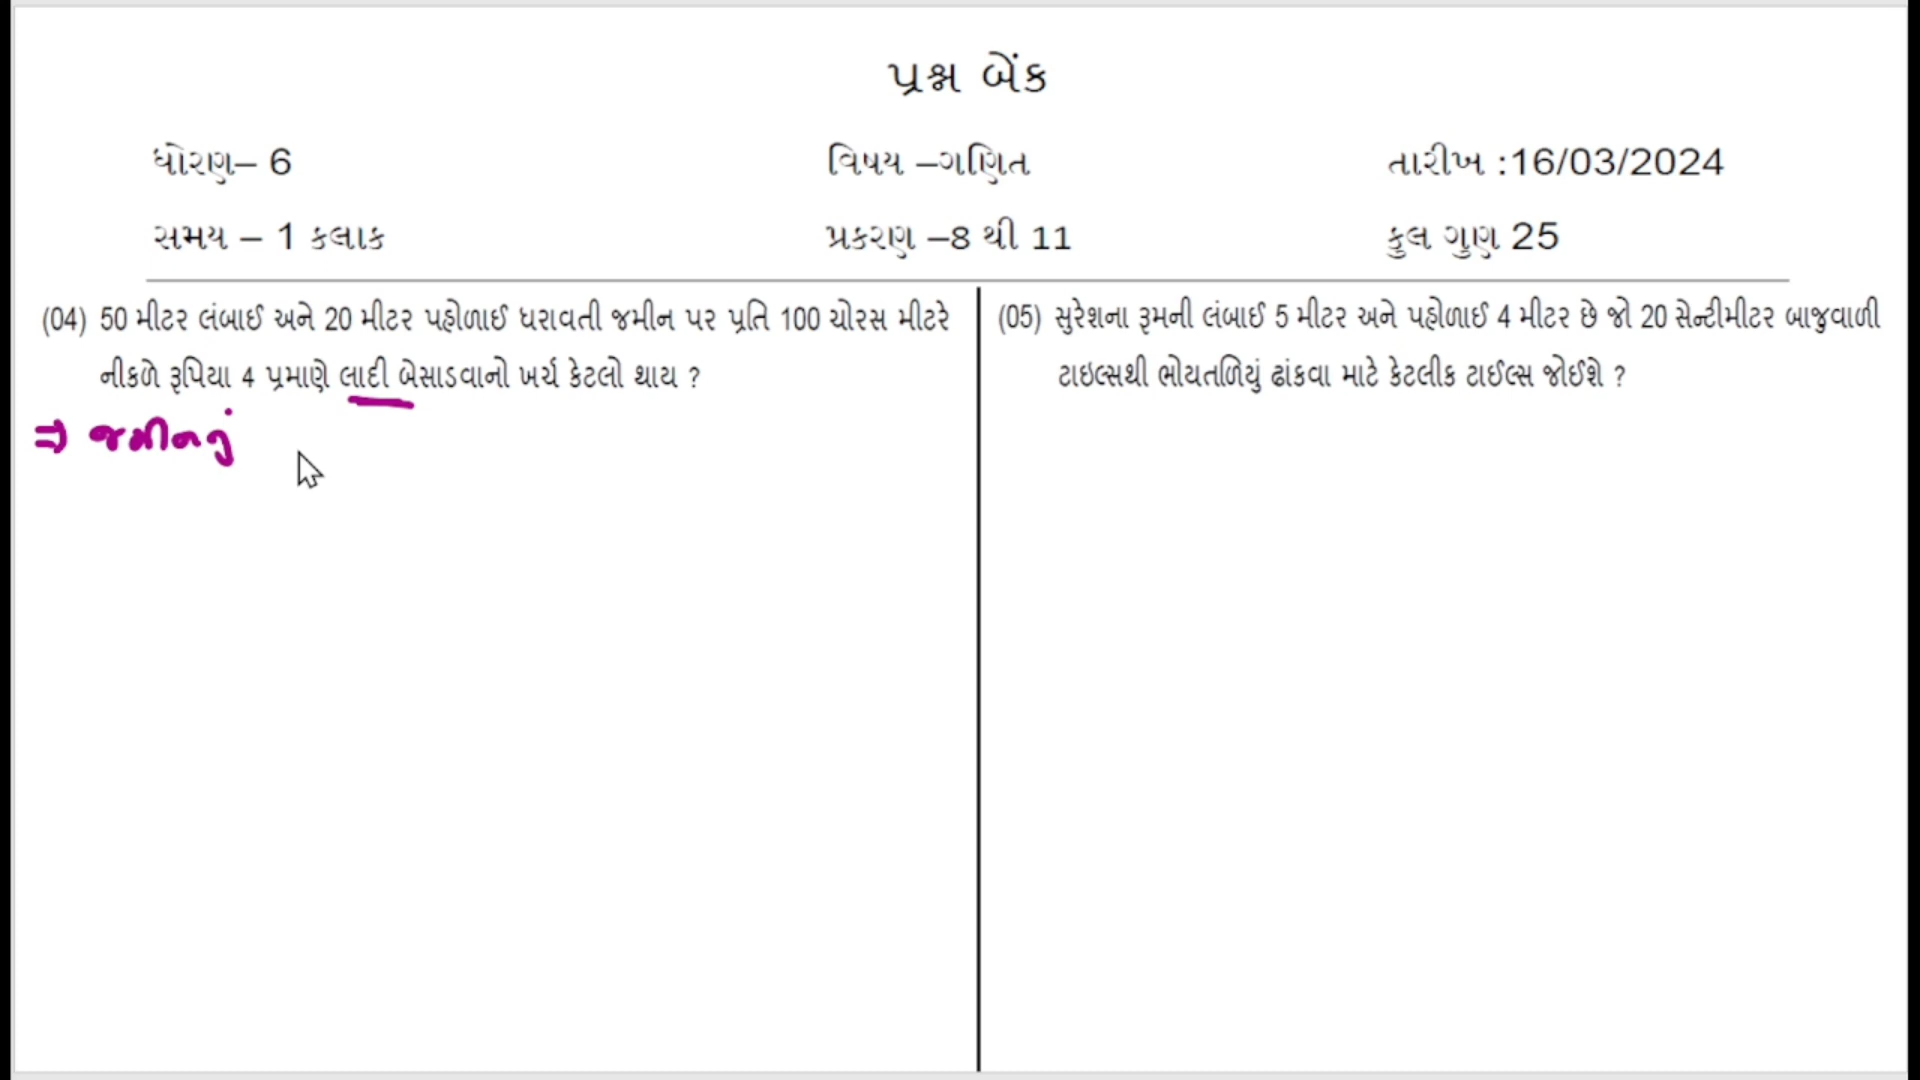 પ્રશ્ન બેંક
ધોરણ– 6 વિષય –ગણિત તારીખ :16/03/2024
સમય – 1 કલાક પ્રકરણ –8 થી 11 કુલ ગુણ 25
(04) 50 મીટર લંબાઈ અને 20 મીટર પહોળાઈ ધરાવતી જમીન પર પ્રતિ 100 ચોરસ મીટરે
નીકળે રૂપિયા 4 પ્રમાણે લાદી બેસાડવાનો ખર્ચ કેટલો થાય ?
⇒ જમીનનું
(05) સુરેશના રૂમની લંબાઈ 5 મીટર અને પહોળાઈ 4 મીટર છે જો 20 સેન્ટીમીટર બાજુવાળી
ટાઇલ્સથી ભોયતળિયું ઢાંકવા માટે કેટલીક ટાઈલ્સ જોઈશે ?